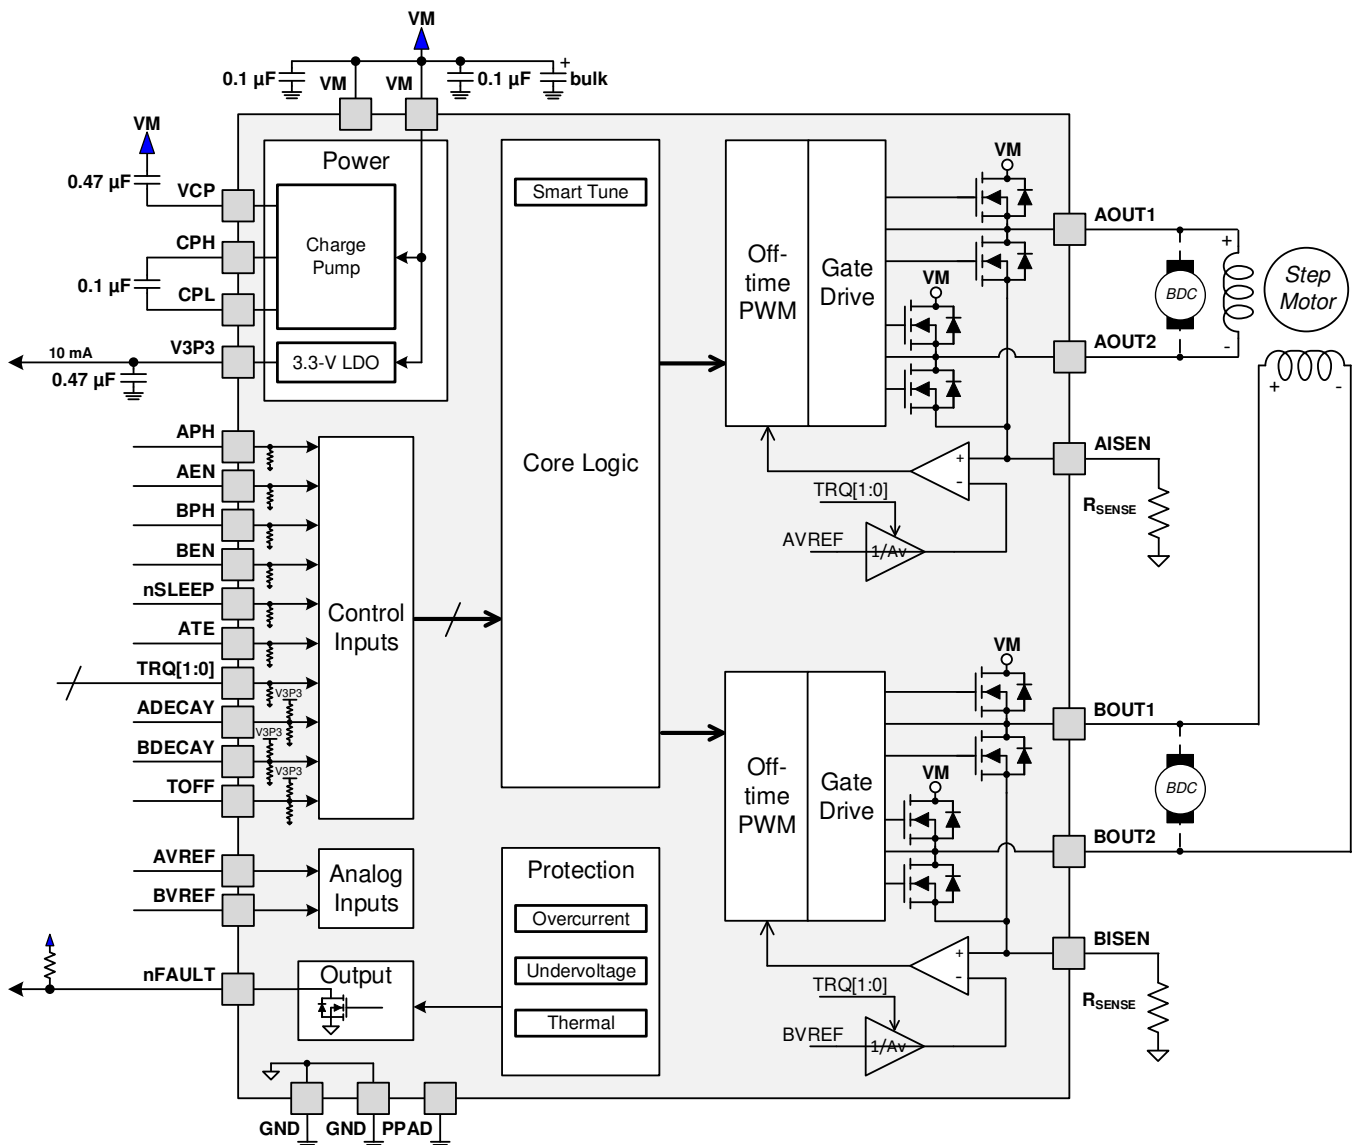 VM
0.1 µF
VM
VM
0.1 µF
+
bulk
VM
0.47 µF
VCP
CPH
0.1 µF
CPL
10 mA
V3P3
0.47 µF
Power
Charge
Pump
3.3-V LDO
APH
AEN
BPH
BEN
nSLEEP
ATE
TRQ[1:0]
V3P3
ADECAY
V3P3
BDECAY
V3P3
TOFF
Control
Inputs
AVREF
BVREF
Analog
Inputs
nFAULT
Output
GND
GND
PPAD
Smart Tune
Core Logic
Protection
Overcurrent
Undervoltage
Thermal
Off-
time
PWM
Gate
Drive
VM
VM
+
-
TRQ[1:0]
AVREF
1/Av
AOUT1
AOUT2
AISEN
RSENSE
BDC
+
-
Step
Motor
+
-
Off-
time
PWM
Gate
Drive
VM
VM
+
-
TRQ[1:0]
BVREF
1/Av
BOUT1
BOUT2
BISEN
RSENSE
BDC